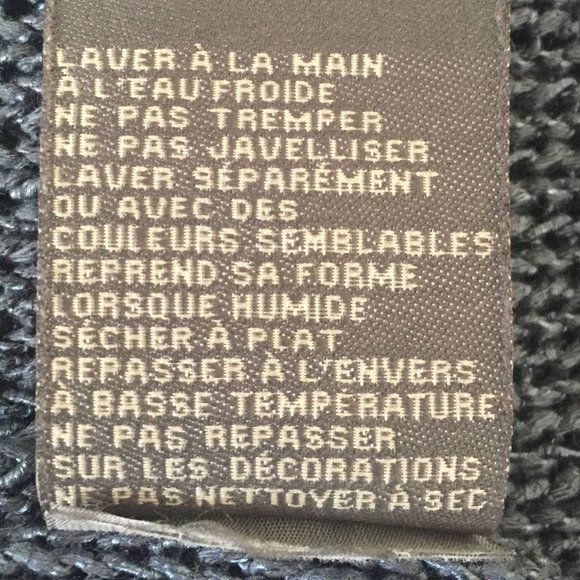 LAVER À LA MAIN
À L'EAU FROIDE
NE PAS TREMPER
NE PAS JAVELLISER
LAVER SÉPARÉMENT
OU AVEC DES
COULEURS SEMBLABLES
REPREND SA FORME
LORSQUE HUMIDE
SÉCHER À PLAT
REPASSER À L'ENVERS
À BASSE TEMPÉRATURE
NE PAS REPASSER
SUR LES DÉCORATIONS
NE PAS NETTOYER À SEC